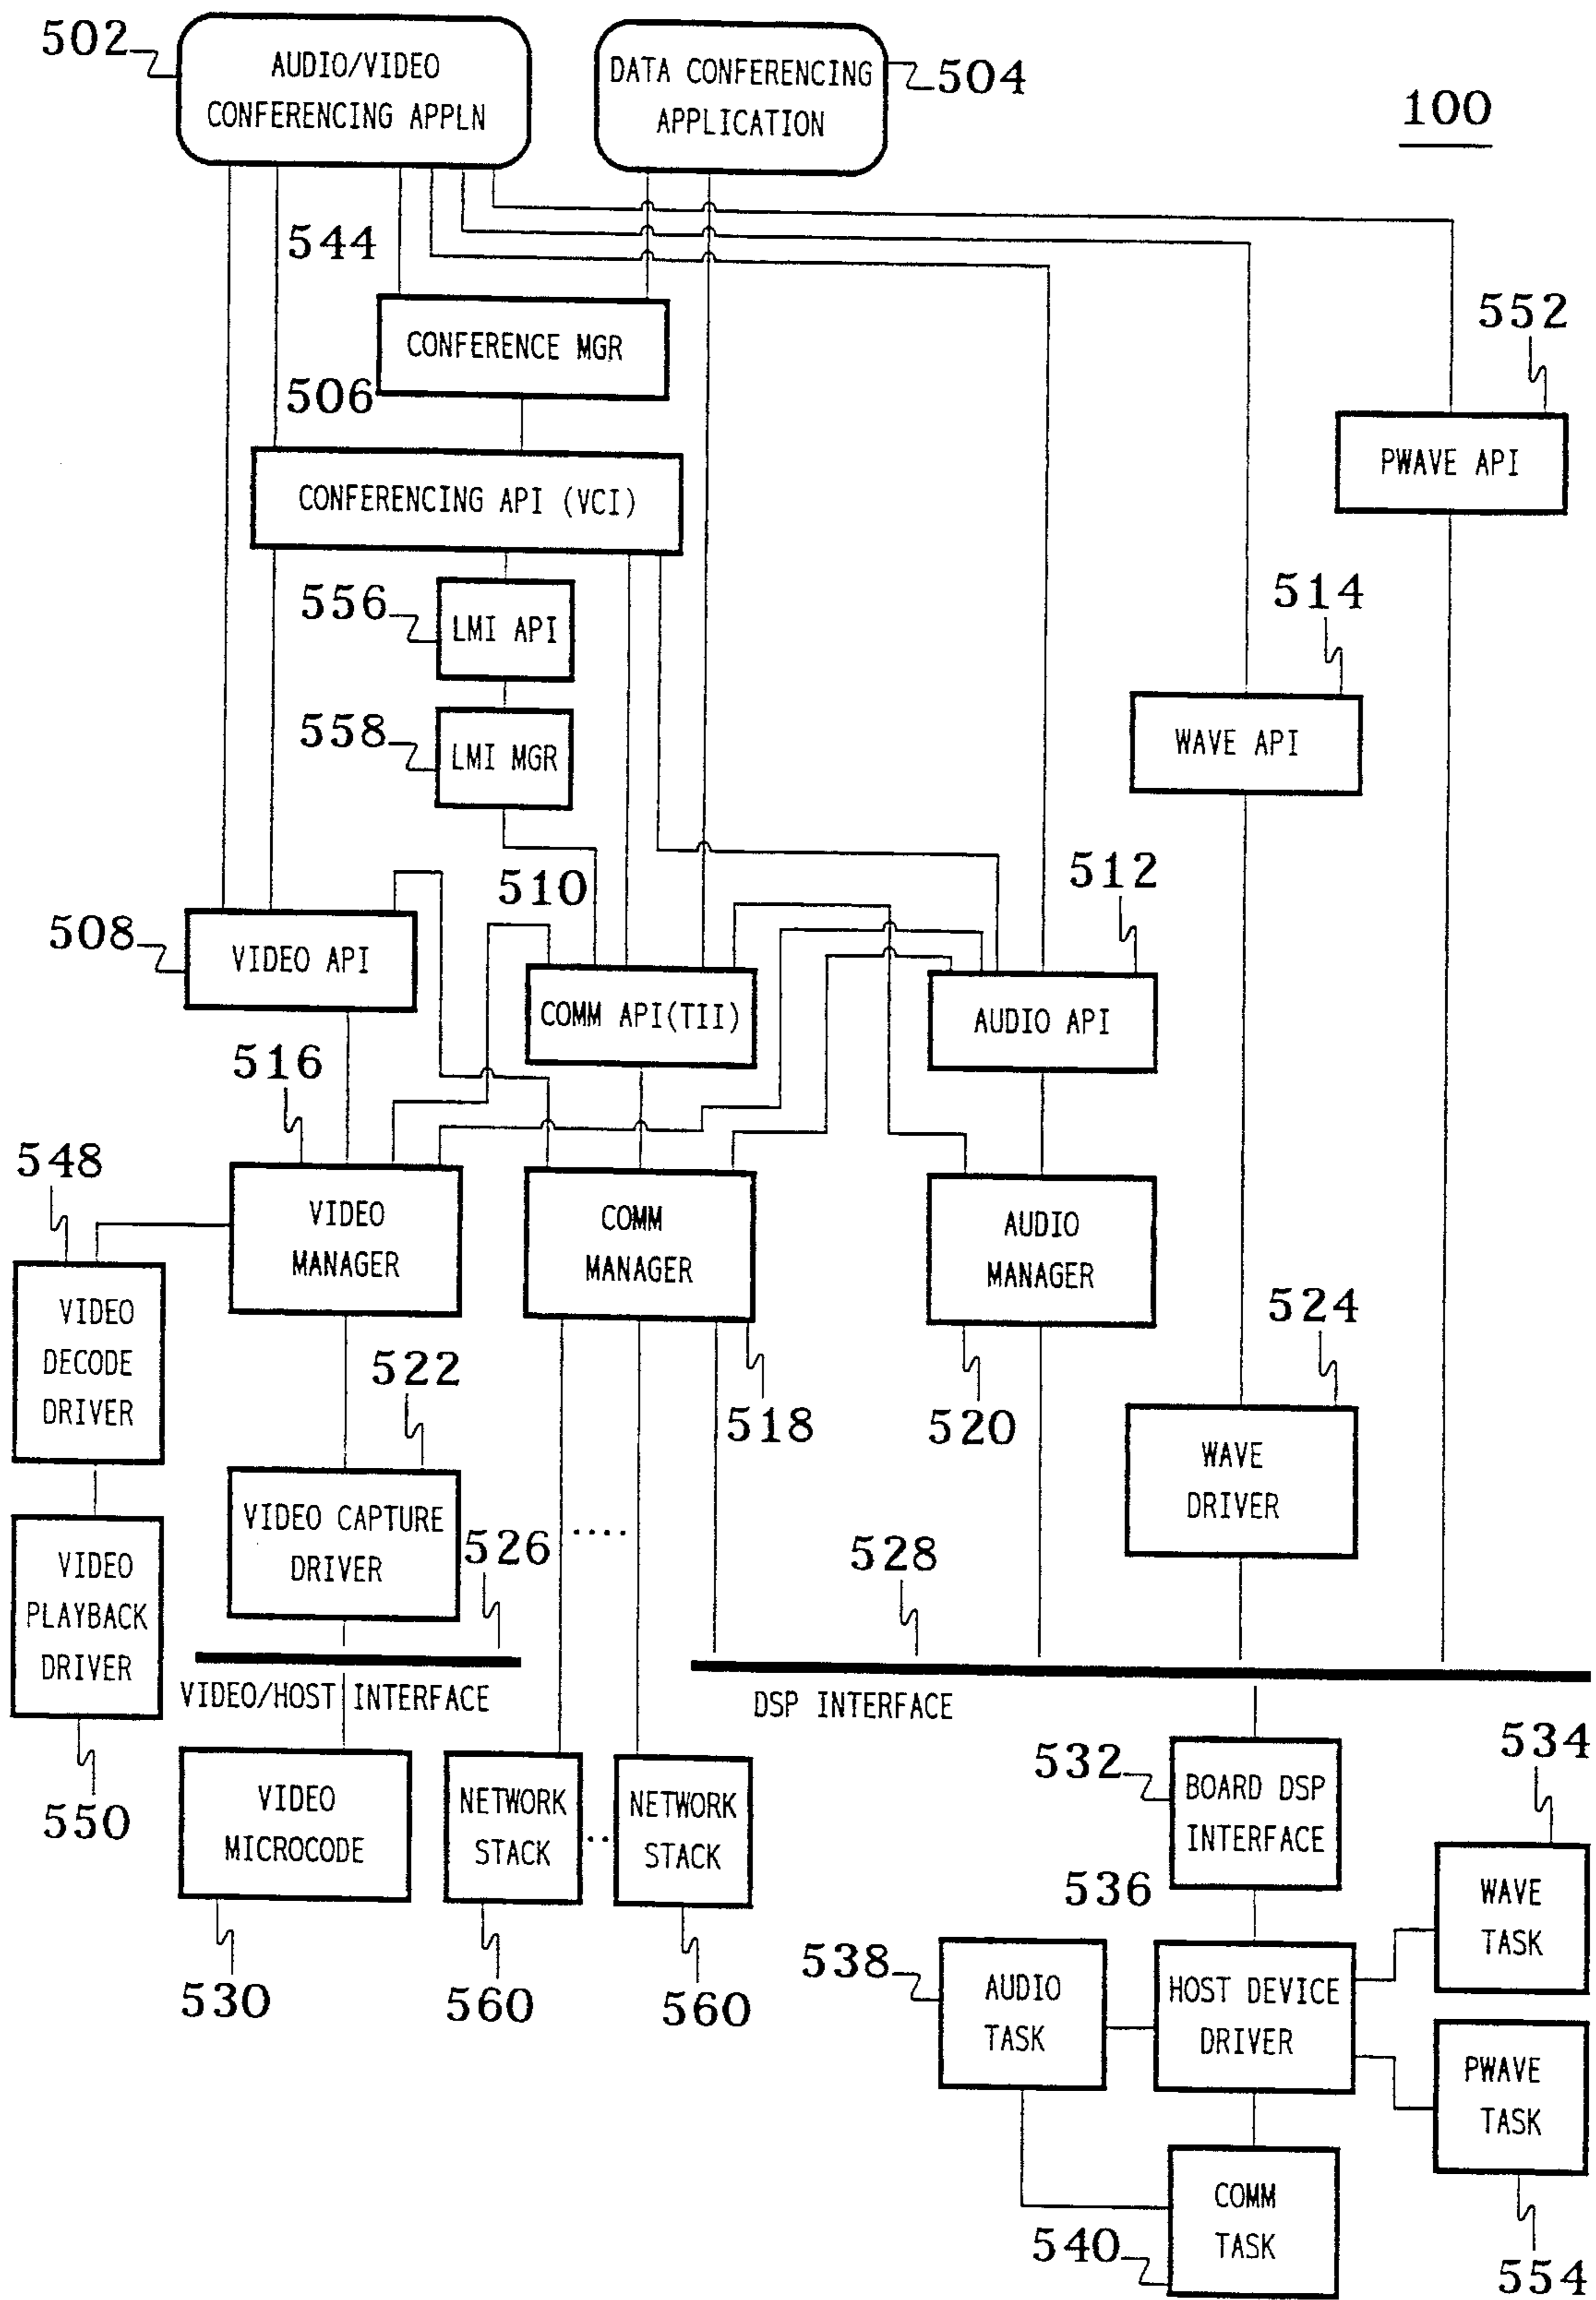 502
AUDIO/VIDEO
CONFERENCING APPLN
DATA CONFERENCING
APPLICATION
504
100
544
CONFERENCE MGR
552
506
CONFERENCING API (VCI)
PWAVE API
556
LMI API
514
558
LMI MGR
WAVE API
510
512
508
VIDEO API
COMM API(TII)
AUDIO API
516
548
VIDEO
MANAGER
COMM
MANAGER
AUDIO
MANAGER
VIDEO
DECODE
DRIVER
522
518
520
524
WAVE
DRIVER
VIDEO CAPTURE
DRIVER
526
....
528
VIDEO
PLAYBACK
DRIVER
VIDEO/HOST INTERFACE
DSP INTERFACE
550
VIDEO
MICROCODE
NETWORK
STACK
..
NETWORK
STACK
532
BOARD DSP
INTERFACE
534
536
WAVE
TASK
530
560
560
538
AUDIO
TASK
HOST DEVICE
DRIVER
PWAVE
TASK
COMM
TASK
540
554